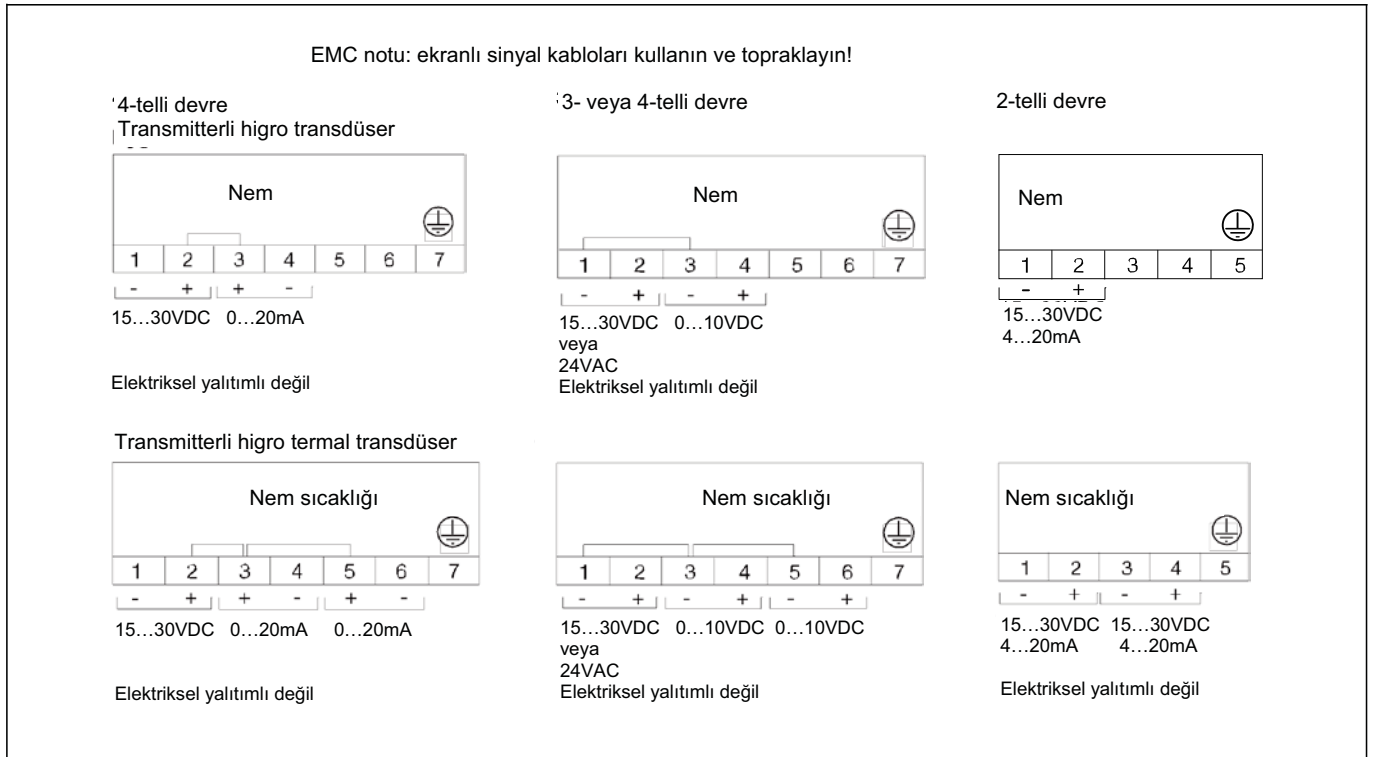 EMC notu: ekranlı sinyal kabloları kullanın ve topraklayın!
4-telli devre
Transmitterli higro transdüser
Nem
1 2 3 4 5 6 7
- + + -
15...30VDC 0...20mA
Elektriksel yalıtımlı değil
3- veya 4-telli devre
Nem
1 2 3 4 5 6 7
- + - +
15...30VDC 0...10VDC
veya
24VAC
Elektriksel yalıtımlı değil
2-telli devre
Nem
1 2 3 4 5
- +
15...30VDC
4...20mA
Transmitterli higro termal transdüser
Nem sıcaklığı
1 2 3 4 5 6 7
- + + - + -
15...30VDC 0...20mA 0...20mA
Elektriksel yalıtımlı değil
Nem sıcaklığı
1 2 3 4 5 6 7
- + - + - +
15...30VDC 0...10VDC 0...10VDC
veya
24VAC
Elektriksel yalıtımlı değil
Nem sıcaklığı
1 2 3 4 5
- + - +
15...30VDC 15...30VDC
4...20mA 4...20mA
Elektriksel yalıtımlı değil